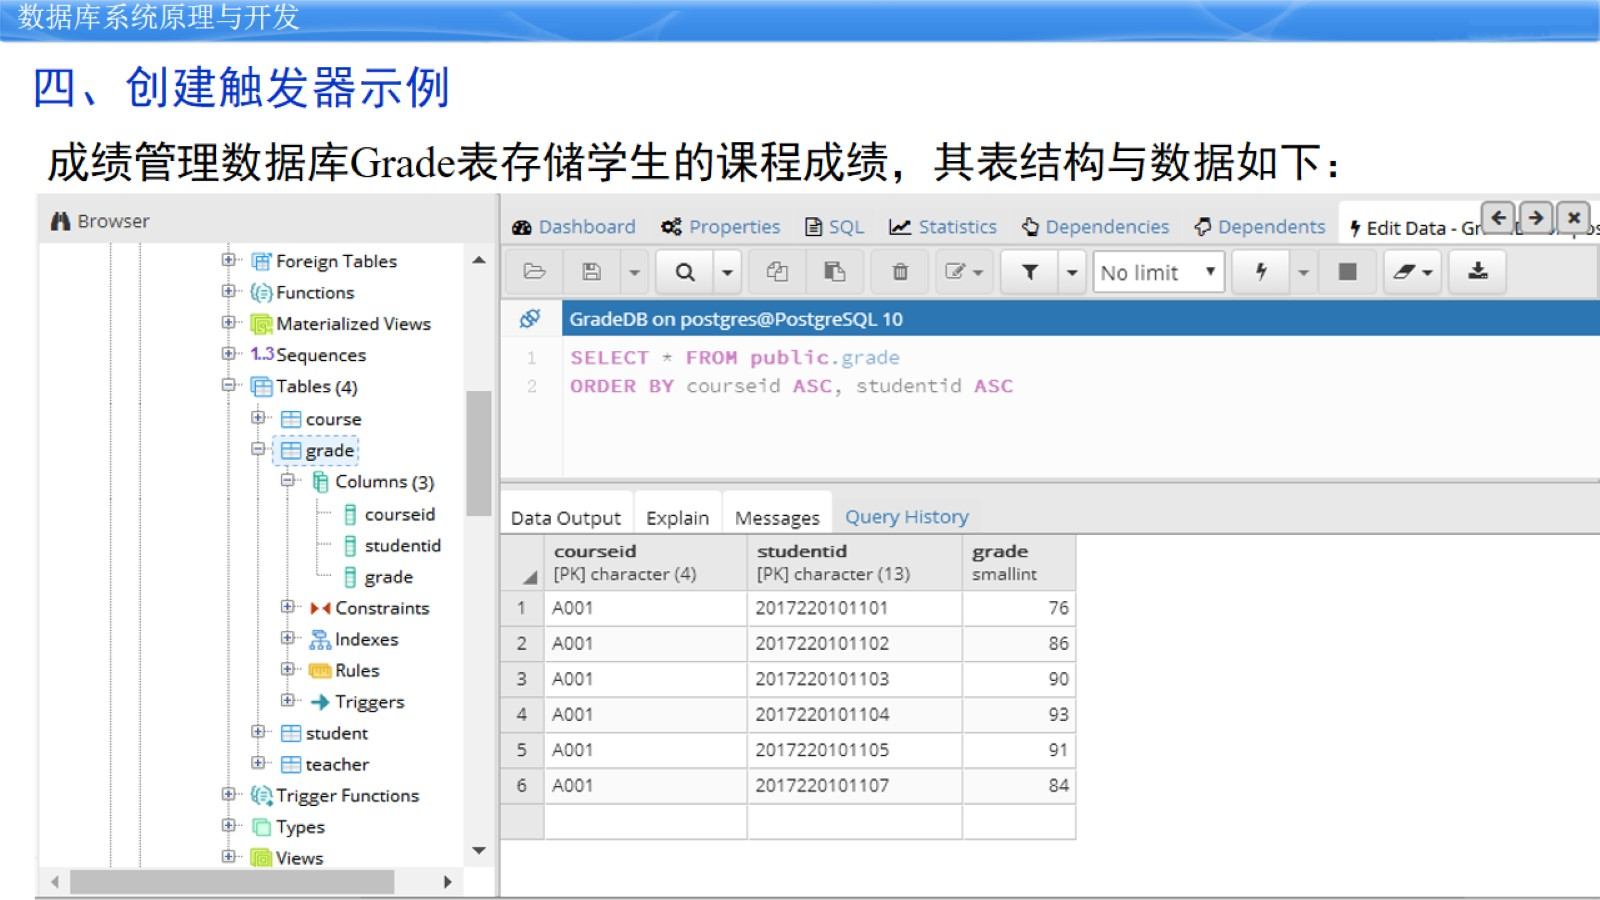 数据库系统原理与开发
四、创建触发器示例
成绩管理数据库Grade表存储学生的课程成绩，其表结构与数据如下：
Browser
Foreign Tables
Functions
Materialized Views
1.3 Sequences
Tables (4)
course
grade
Columns (3)
courseid
studentid
grade
Constraints
Indexes
Rules
Triggers
student
teacher
Trigger Functions
Types
Views
Dashboard Properties SQL Statistics Dependencies Dependents Edit Data - Gr
No limit
GradeDB on postgres@PostgreSQL 10
1 SELECT * FROM public.grade
2 ORDER BY courseid ASC, studentid ASC
Data Output Explain Messages Query History
courseid studentid grade
[PK] character (4) [PK] character (13) smallint
1 A001 2017220101101 76
2 A001 2017220101102 86
3 A001 2017220101103 90
4 A001 2017220101104 93
5 A001 2017220101105 91
6 A001 2017220101107 84